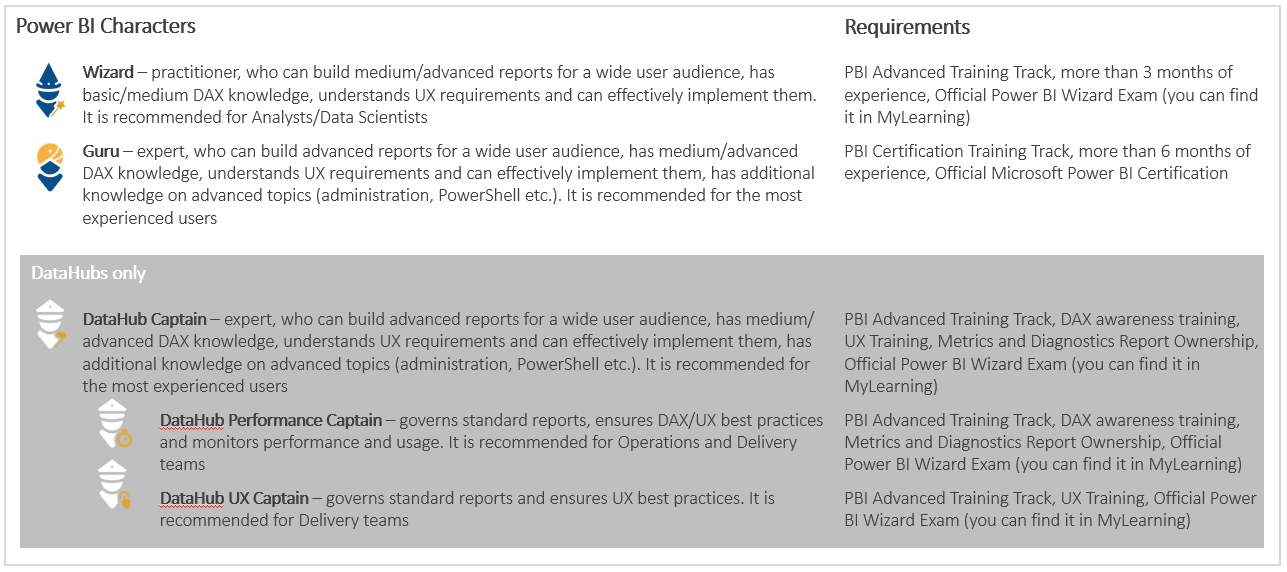 Power BI Characters
Requirements
Wizard – practitioner, who can build medium/advanced reports for a wide user audience, has
basic/medium DAX knowledge, understands UX requirements and can effectively implement them.
It is recommended for Analysts/Data Scientists
PBI Advanced Training Track, more than 3 months of
experience, Official Power BI Wizard Exam (you can find
it in MyLearning)
Guru – expert, who can build advanced reports for a wide user audience, has medium/advanced
DAX knowledge, understands UX requirements and can effectively implement them, has additional
knowledge on advanced topics (administration, PowerShell etc.). It is recommended for the most
experienced users
PBI Certification Training Track, more than 6 months of
experience, Official Microsoft Power BI Certification
DataHubs only
DataHub Captain – expert, who can build advanced reports for a wide user audience, has medium/
advanced DAX knowledge, understands UX requirements and can effectively implement them, has
additional knowledge on advanced topics (administration, PowerShell etc.). It is recommended for
the most experienced users
PBI Advanced Training Track, DAX awareness training,
UX Training, Metrics and Diagnostics Report Ownership,
Official Power BI Wizard Exam (you can find it in
MyLearning)
DataHub Performance Captain – governs standard reports, ensures DAX/UX best practices
and monitors performance and usage. It is recommended for Operations and Delivery
teams
PBI Advanced Training Track, DAX awareness training,
Metrics and Diagnostics Report Ownership, Official
Power BI Wizard Exam (you can find it in MyLearning)
DataHub UX Captain – governs standard reports and ensures UX best practices. It is
recommended for Delivery teams
PBI Advanced Training Track, UX Training, Official Power
BI Wizard Exam (you can find it in MyLearning)